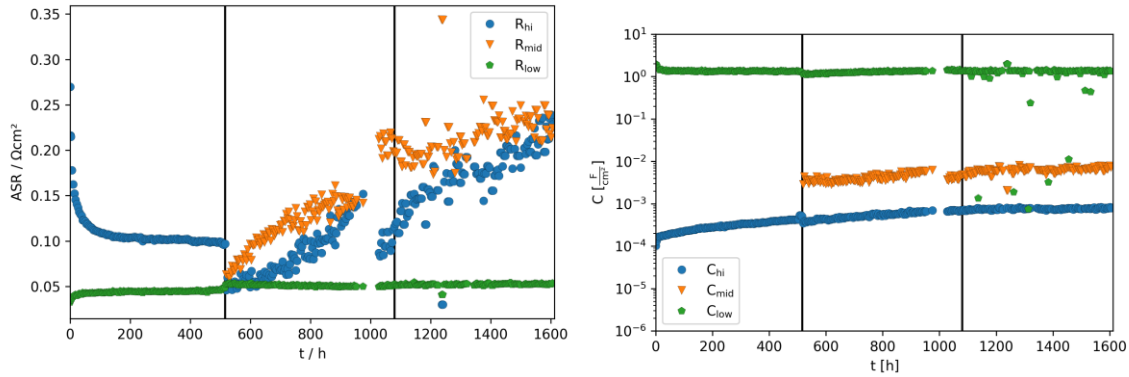 0.35
0.30
0.25
0.20
0.15
0.10
0.05
ASR / Ωcm²
0 200 400 600 800 1000 1200 1400 1600
t / h
R_hi
R_mid
R_low
10¹
10⁰
10⁻¹
10⁻²
10⁻³
10⁻⁴
10⁻⁵
10⁻⁶
C [F/cm²]
0 200 400 600 800 1000 1200 1400 1600
t [h]
C_hi
C_mid
C_low